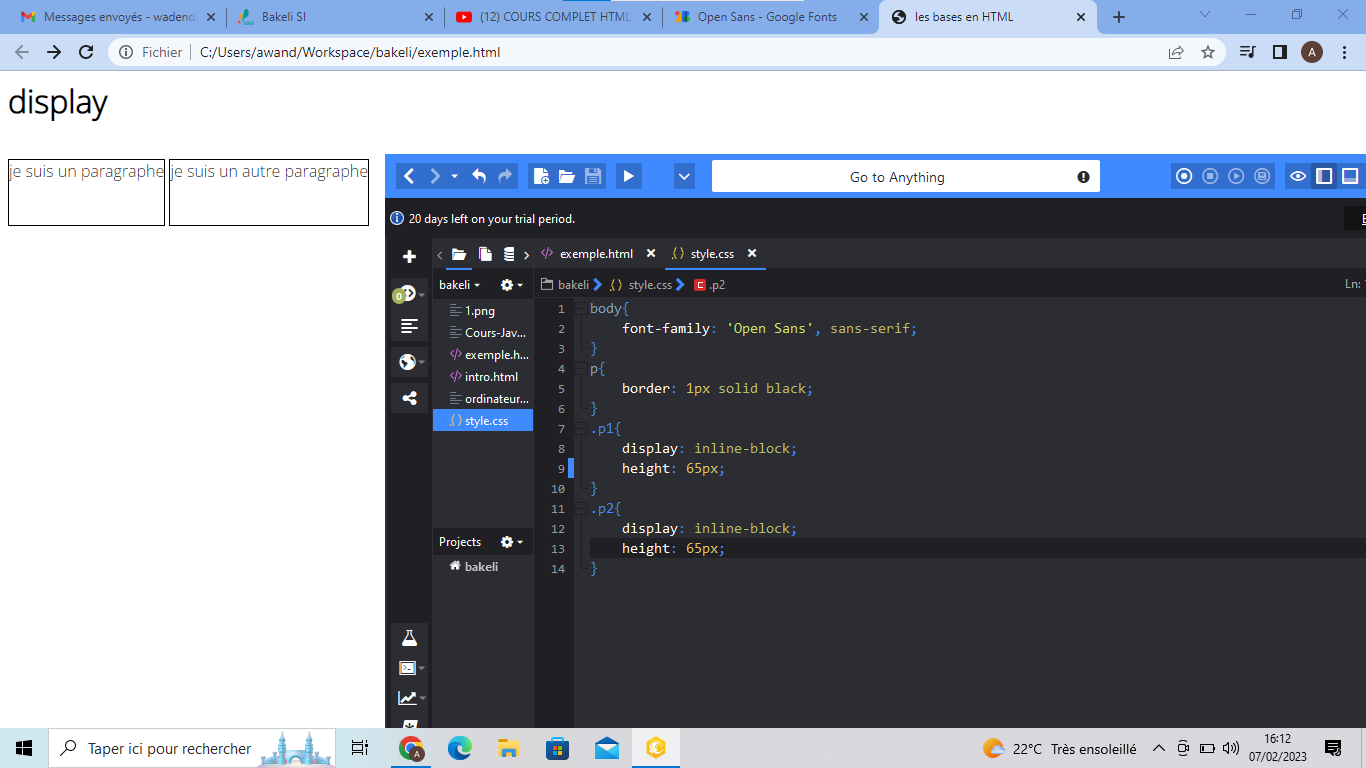 Messages envoyés - wadend
Bakeli SI
(12) COURS COMPLET HTML
Open Sans - Google Fonts
les bases en HTML
Fichier
C:/Users/awand/Workspace/bakeli/exemple.html
A
display
je suis un paragraphe
je suis un autre paragraphe
Go to Anything
20 days left on your trial period.
exemple.html
style.css
bakeli
bakeli
style.css
.p2
Ln:
0
1.png
Cours-Jav...
exemple.h...
intro.html
ordinateur...
style.css
Projects
bakeli
1 body{
2 font-family: 'Open Sans', sans-serif;
3 }
4 p{
5 border: 1px solid black;
6 }
7 .p1{
8 display: inline-block;
9 height: 65px;
10 }
11 .p2{
12 display: inline-block;
13 height: 65px;
14 }
Taper ici pour rechercher
A
22°C Très ensoleillé
16:12
07/02/2023